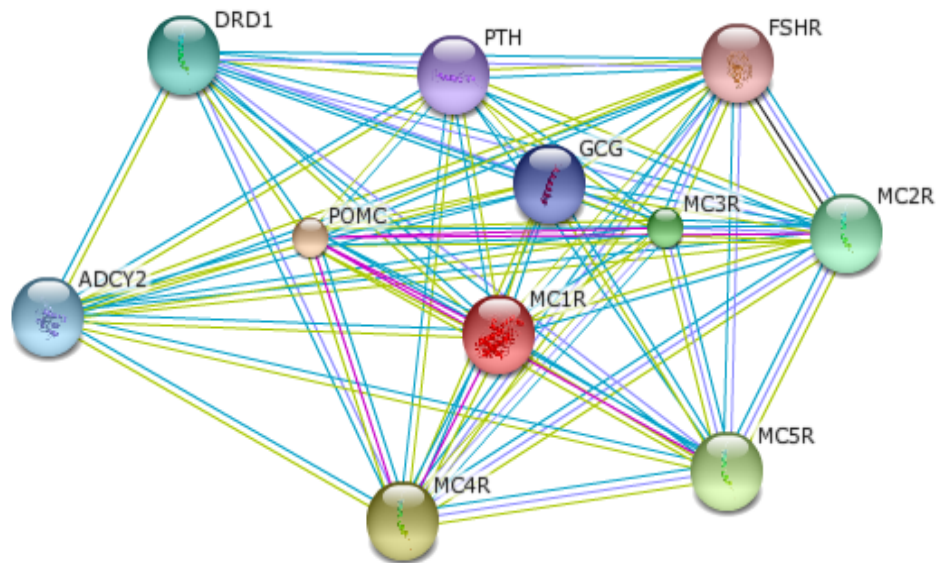 DRD1
PTH
FSHR
GCG
MC2R
POMC
MC3R
ADCY2
MC1R
MC5R
MC4R